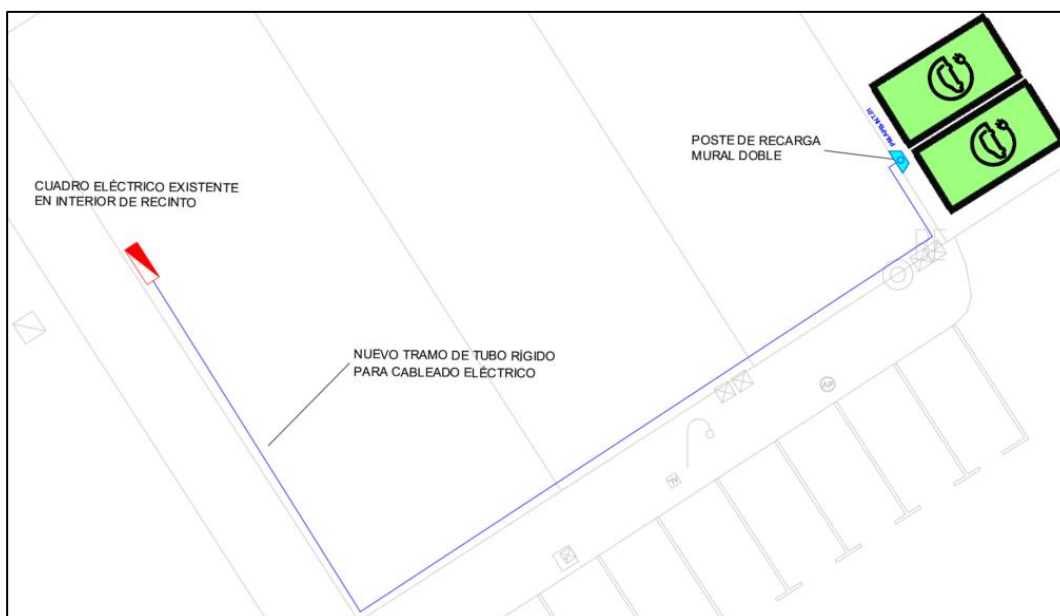 POSTE DE RECARGA
MURAL DOBLE
CUADRO ELÉCTRICO EXISTENTE
EN INTERIOR DE RECINTO
NUEVO TRAMO DE TUBO RÍGIDO
PARA CABLEADO ELÉCTRICO